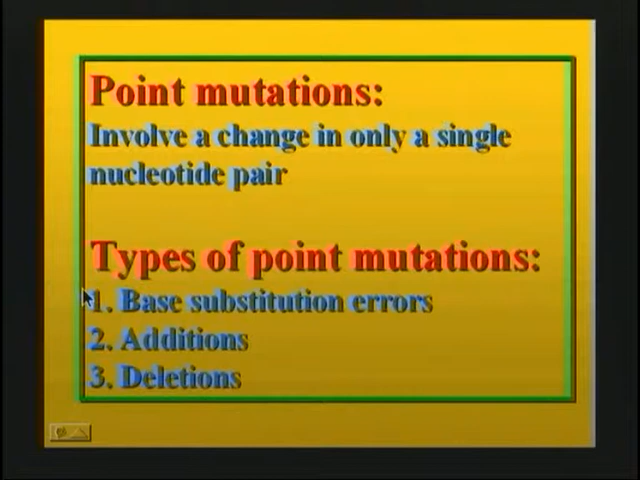 Point mutations:
Involve a change in only a single
nucleotide pair
Types of point mutations:
1. Base substitution errors
2. Additions
3. Deletions